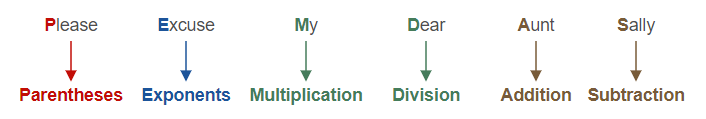 Please Excuse My Dear Aunt Sally
Parentheses Exponents Multiplication Division Addition Subtraction